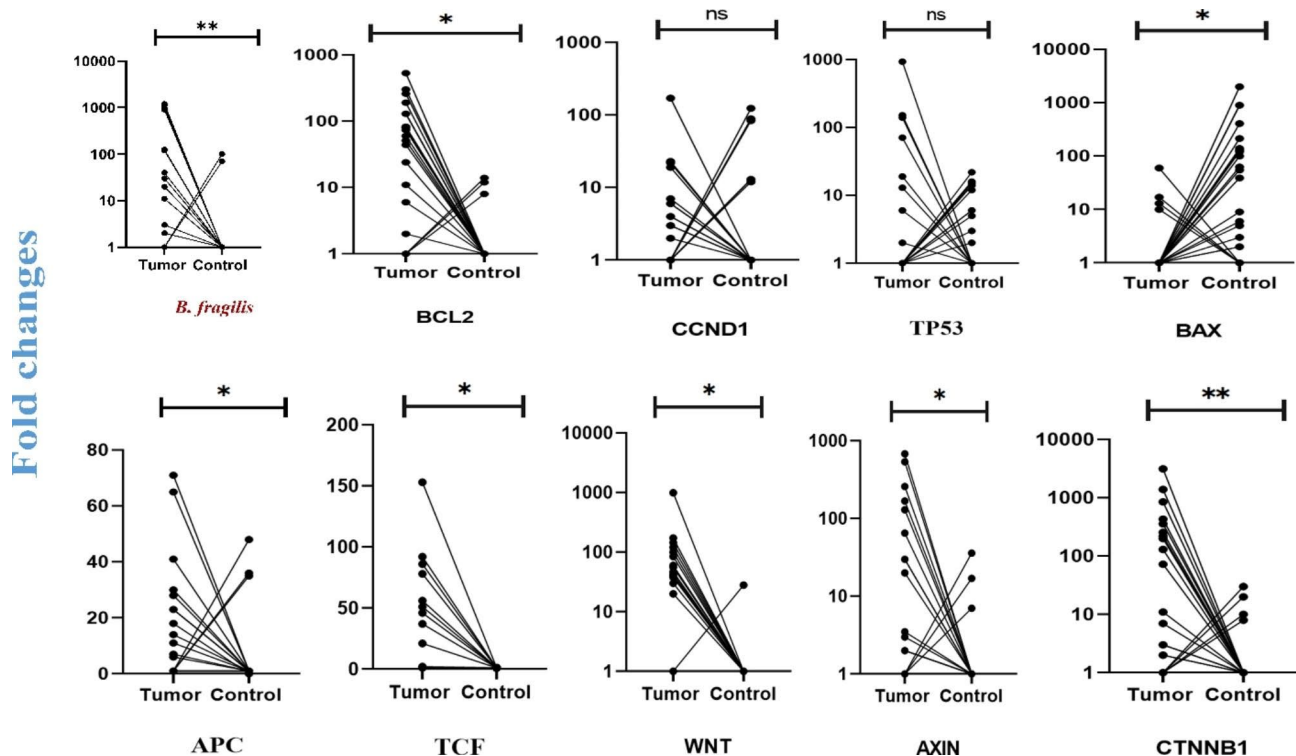 Fold changes
**
10000
1000
100
10
1
Tumor Control
B. fragilis
*
1000
100
10
1
Tumor Control
BCL2
ns
1000
100
10
1
Tumor Control
CCND1
ns
1000
100
10
1
Tumor Control
TP53
*
10000
1000
100
10
1
Tumor Control
BAX
*
80
60
40
20
0
Tumor Control
APC
*
200
150
100
50
0
Tumor Control
TCF
*
10000
1000
100
10
1
Tumor Control
WNT
*
1000
100
10
1
Tumor Control
AXIN
**
10000
1000
100
10
1
Tumor Control
CTNNB1